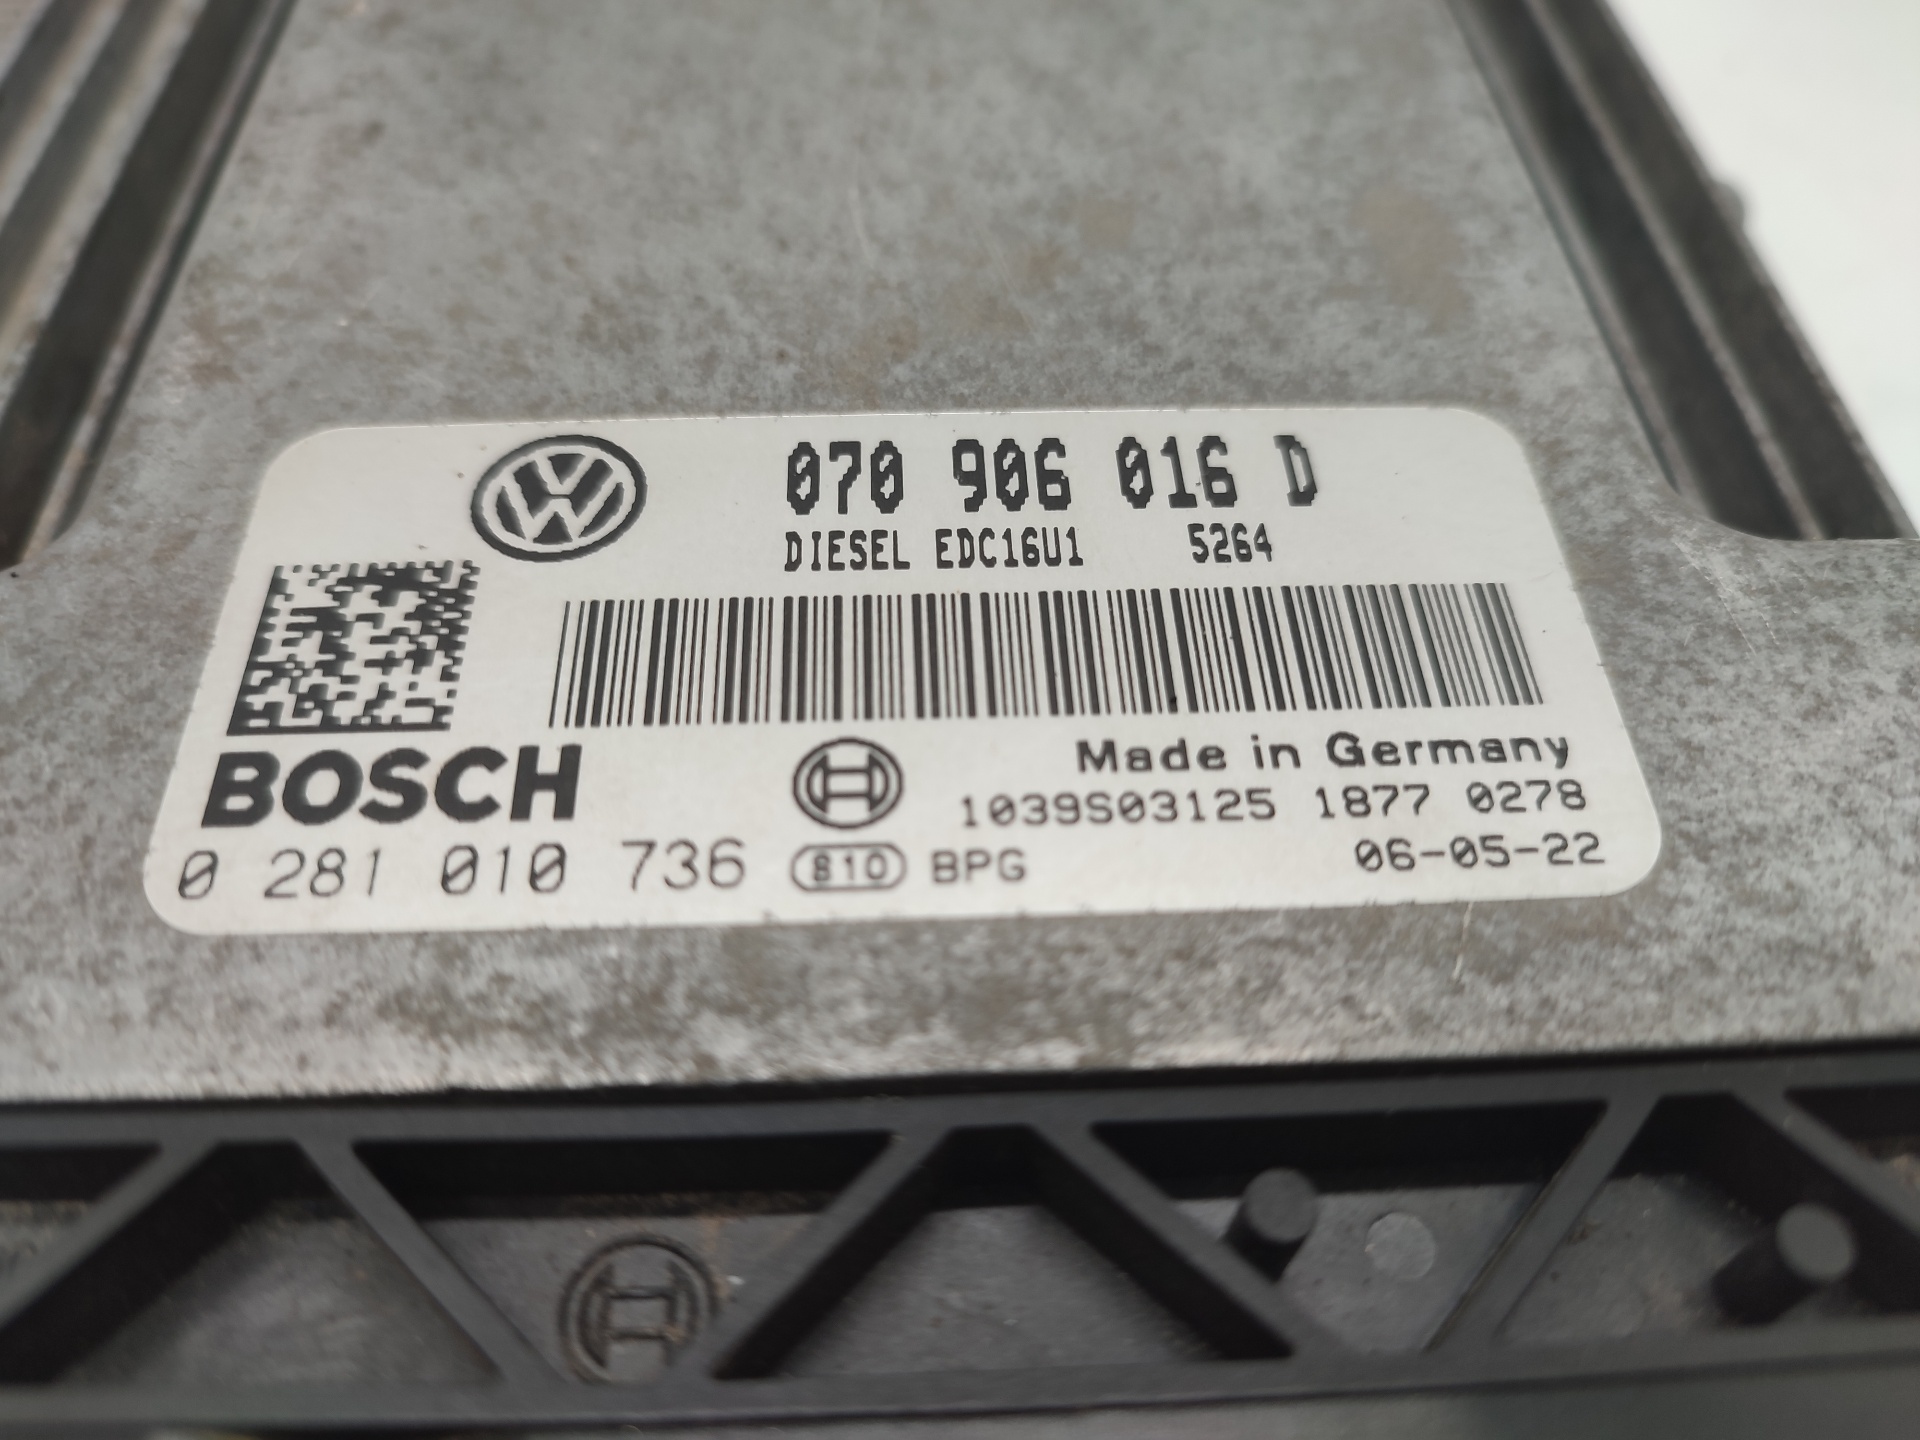 070 906 016 D
DIESEL EDC16U1 5264
Made in Germany
BOSCH
1039S03125 1877 0278
0 281 010 736 810 BPG 06-05-22